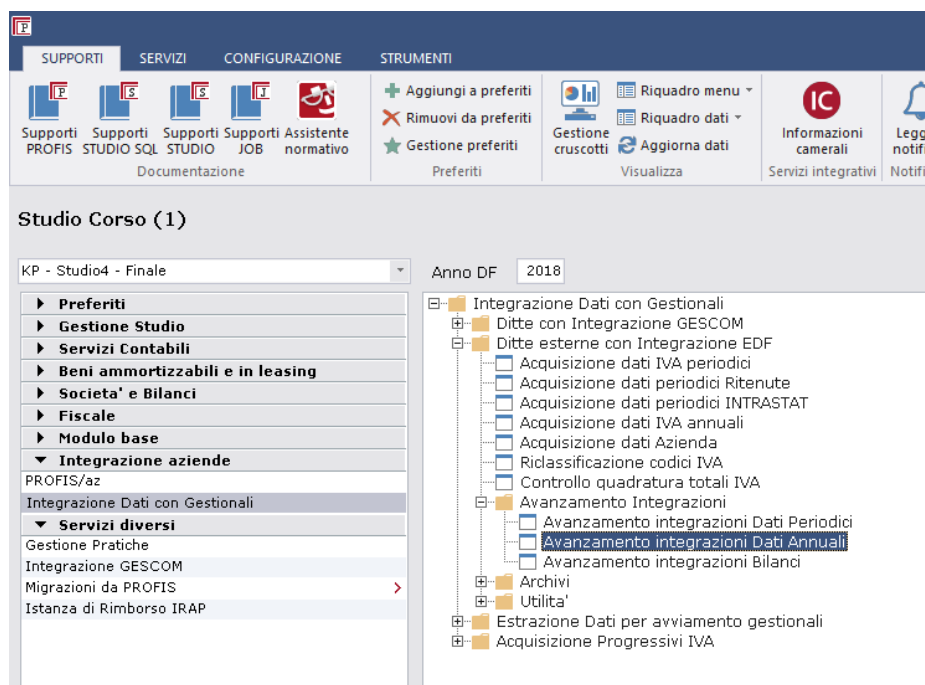 P
SUPPORTI SERVIZI CONFIGURAZIONE STRUMENTI
P S S J
Supporti PROFIS
Supporti STUDIO SQL
Supporti STUDIO
Supporti JOB
Assistente normativo
Documentazione
Aggiungi a preferiti
Rimuovi da preferiti
Gestione preferiti
Preferiti
Gestione cruscotti
Riquadro menu
Riquadro dati
Aggiorna dati
Visualizza
IC
Informazioni camerali
Servizi integrativi
Legg
notifi
Notifi
Studio Corso (1)
KP - Studio4 - Finale
Anno DF 2018
Preferiti
Gestione Studio
Servizi Contabili
Beni ammortizzabili e in leasing
Societa' e Bilanci
Fiscale
Modulo base
Integrazione aziende
PROFIS/az
Integrazione Dati con Gestionali
Servizi diversi
Gestione Pratiche
Integrazione GESCOM
Migrazioni da PROFIS
Istanza di Rimborso IRAP
Integrazione Dati con Gestionali
Ditte con Integrazione GESCOM
Ditte esterne con Integrazione EDF
Acquisizione dati IVA periodici
Acquisizione dati periodici Ritenute
Acquisizione dati periodici INTRASTAT
Acquisizione dati IVA annuali
Acquisizione dati Azienda
Riclassificazione codici IVA
Controllo quadratura totali IVA
Avanzamento Integrazioni
Avanzamento integrazioni Dati Periodici
Avanzamento integrazioni Dati Annuali
Avanzamento integrazioni Bilanci
Archivi
Utilita'
Estrazione Dati per avviamento gestionali
Acquisizione Progressivi IVA